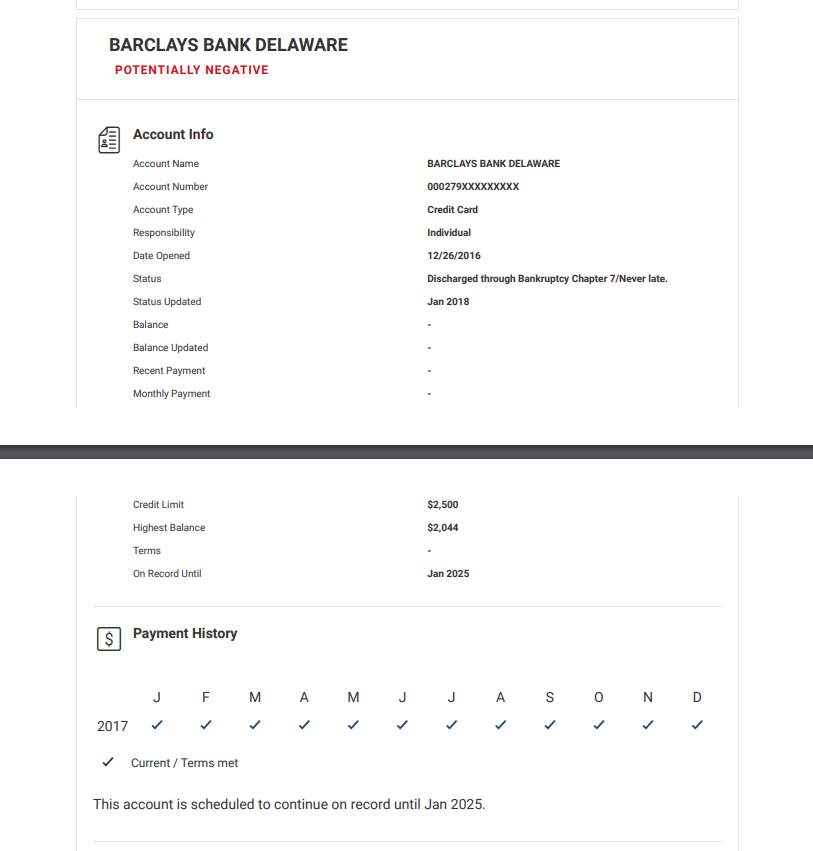 BARCLAYS BANK DELAWARE
POTENTIALLY NEGATIVE
Account Info
Account Name BARCLAYS BANK DELAWARE
Account Number 000279XXXXXXXXX
Account Type Credit Card
Responsibility Individual
Date Opened 12/26/2016
Status Discharged through Bankruptcy Chapter 7/Never late.
Status Updated Jan 2018
Balance -
Balance Updated -
Recent Payment -
Monthly Payment -
Credit Limit $2,500
Highest Balance $2,044
Terms -
On Record Until Jan 2025
$ Payment History
J F M A M J J A S O N D
2017 ✓ ✓ ✓ ✓ ✓ ✓ ✓ ✓ ✓ ✓ ✓ ✓
✓ Current / Terms met
This account is scheduled to continue on record until Jan 2025.